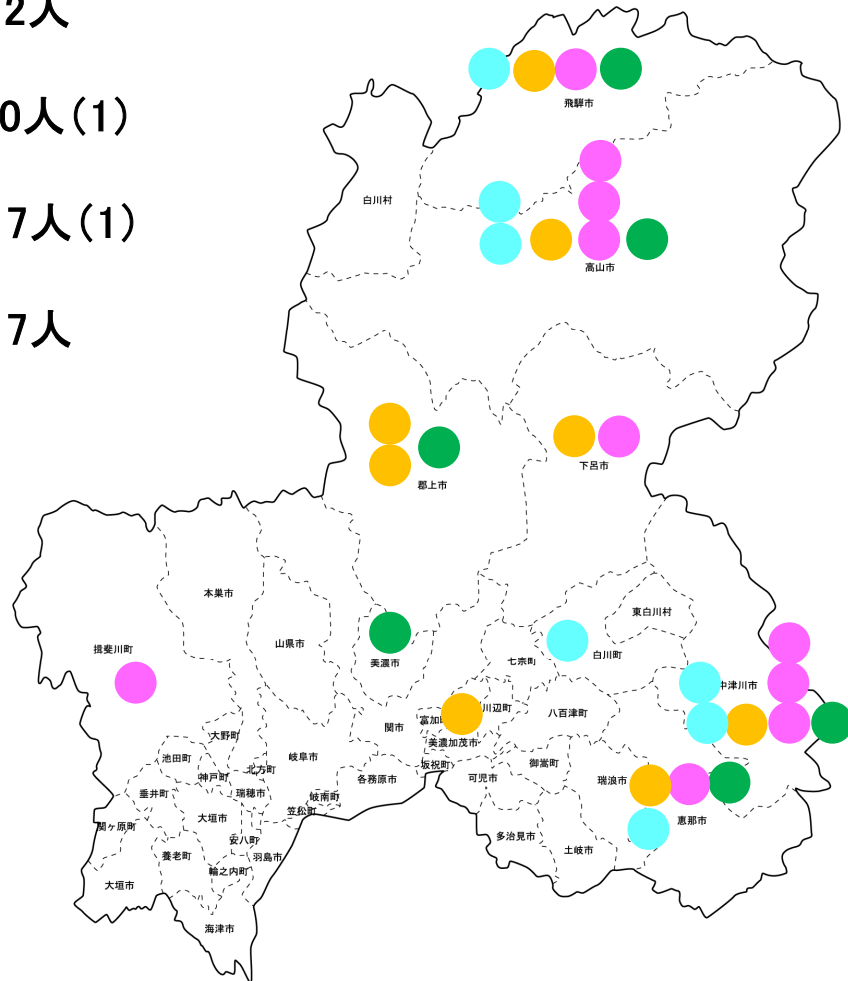 2人
0人(1)
7人(1)
7人
飛騨市
白川村
高山市
下呂市
郡上市
本巣市
東白川村
山県市
揖斐川町
白川町
七宗町
美濃市
中津川市
川辺町
八百津町
富加町
関市
大野町
美濃加茂市
岐阜市
池田町
御嵩町
坂祝町
北方町
神戸町
可児市
各務原市
瑞浪市
垂井町
瑞穂市
岐南町
笠松町
大垣市
恵那市
関ヶ原町
多治見市
安八町
土岐市
養老町
羽島市
輪之内町
大垣市
海津市